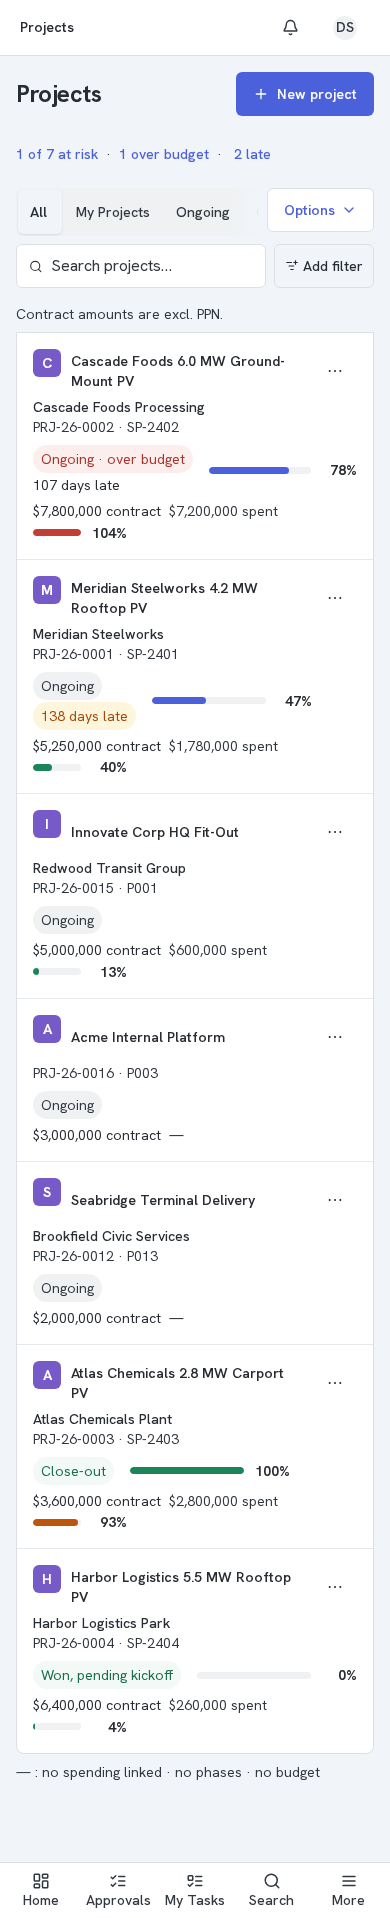 Projects
DS
Projects
+ New project
1 of 7 at risk · 1 over budget · 2 late
All My Projects Ongoing
Options
Search projects...
Add filter
Contract amounts are excl. PPN.
C Cascade Foods 6.0 MW Ground-
Mount PV
...
Cascade Foods Processing
PRJ-26-0002 · SP-2402
Ongoing · over budget
78%
107 days late
$7,800,000 contract $7,200,000 spent
104%
M Meridian Steelworks 4.2 MW
Rooftop PV
...
Meridian Steelworks
PRJ-26-0001 · SP-2401
Ongoing
138 days late
47%
$5,250,000 contract $1,780,000 spent
40%
I Innovate Corp HQ Fit-Out
...
Redwood Transit Group
PRJ-26-0015 · P001
Ongoing
$5,000,000 contract $600,000 spent
13%
A Acme Internal Platform
...
PRJ-26-0016 · P003
Ongoing
$3,000,000 contract —
S Seabridge Terminal Delivery
...
Brookfield Civic Services
PRJ-26-0012 · P013
Ongoing
$2,000,000 contract —
A Atlas Chemicals 2.8 MW Carport
PV
...
Atlas Chemicals Plant
PRJ-26-0003 · SP-2403
Close-out
100%
$3,600,000 contract $2,800,000 spent
93%
H Harbor Logistics 5.5 MW Rooftop
PV
...
Harbor Logistics Park
PRJ-26-0004 · SP-2404
Won, pending kickoff
0%
$6,400,000 contract $260,000 spent
4%
— : no spending linked · no phases · no budget
Home Approvals My Tasks Search More